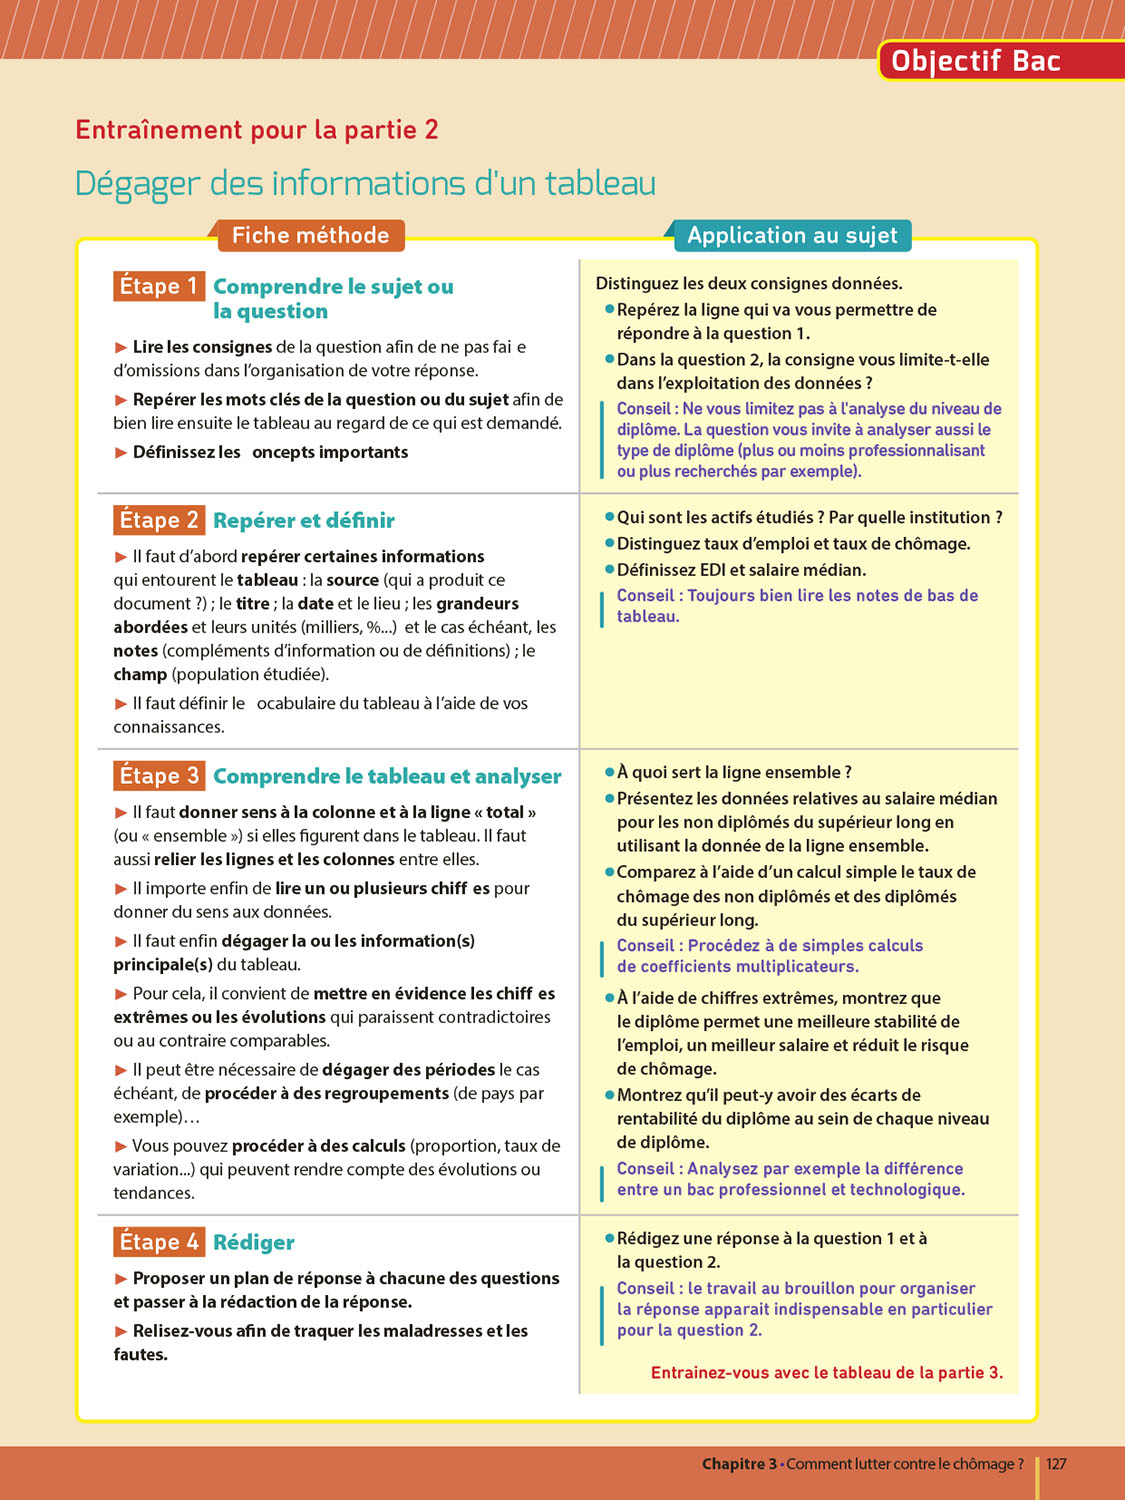 Objectif Bac
Entraînement pour la partie 2
Dégager des informations d'un tableau
Fiche méthode
Étape 1 Comprendre le sujet ou
la question
► Lire les consignes de la question afin de ne pas fai e
d'omissions dans l'organisation de votre réponse.
► Repérer les mots clés de la question ou du sujet afin de
bien lire ensuite le tableau au regard de ce qui est demandé.
► Définissez les oncepts importants
Application au sujet
Distinguez les deux consignes données.
• Repérez la ligne qui va vous permettre de
répondre à la question 1.
• Dans la question 2, la consigne vous limite-t-elle
dans l'exploitation des données ?
Conseil : Ne vous limitez pas à l'analyse du niveau de
diplôme. La question vous invite à analyser aussi le
type de diplôme (plus ou moins professionnalisant
ou plus recherchés par exemple).
Étape 2 Repérer et définir
► Il faut d'abord repérer certaines informations
qui entourent le tableau : la source (qui a produit ce
document ?) ; le titre ; la date et le lieu ; les grandeurs
abordées et leurs unités (milliers, %...) et le cas échéant, les
notes (compléments d'information ou de définitions) ; le
champ (population étudiée).
► Il faut définir le ocabulaire du tableau à l'aide de vos
connaissances.
• Qui sont les actifs étudiés ? Par quelle institution ?
• Distinguez taux d'emploi et taux de chômage.
• Définissez EDI et salaire médian.
Conseil : Toujours bien lire les notes de bas de
tableau.
Étape 3 Comprendre le tableau et analyser
► Il faut donner sens à la colonne et à la ligne « total »
(ou « ensemble ») si elles figurent dans le tableau. Il faut
aussi relier les lignes et les colonnes entre elles.
► Il importe enfin de lire un ou plusieurs chiff es pour
donner du sens aux données.
► Il faut enfin dégager la ou les information(s)
principale(s) du tableau.
► Pour cela, il convient de mettre en évidence les chiff es
extrêmes ou les évolutions qui paraissent contradictoires
ou au contraire comparables.
► Il peut être nécessaire de dégager des périodes le cas
échéant, de procéder à des regroupements (de pays par
exemple)...
► Vous pouvez procéder à des calculs (proportion, taux de
variation...) qui peuvent rendre compte des évolutions ou
tendances.
• À quoi sert la ligne ensemble ?
• Présentez les données relatives au salaire médian
pour les non diplômés du supérieur long en
utilisant la donnée de la ligne ensemble.
• Comparez à l'aide d'un calcul simple le taux de
chômage des non diplômés et des diplômés
du supérieur long.
Conseil : Procédez à de simples calculs
de coefficients multiplicateurs.
• À l'aide de chiffres extrêmes, montrez que
le diplôme permet une meilleure stabilité de
l'emploi, un meilleur salaire et réduit le risque
de chômage.
• Montrez qu'il peut-y avoir des écarts de
rentabilité du diplôme au sein de chaque niveau
de diplôme.
Conseil : Analysez par exemple la différence
entre un bac professionnel et technologique.
Étape 4 Rédiger
► Proposer un plan de réponse à chacune des questions
et passer à la rédaction de la réponse.
► Relisez-vous afin de traquer les maladresses et les
fautes.
• Rédigez une réponse à la question 1 et à
la question 2.
Conseil : le travail au brouillon pour organiser
la réponse apparait indispensable en particulier
pour la question 2.
Entrainez-vous avec le tableau de la partie 3.
Chapitre 3 • Comment lutter contre le chômage ? 127